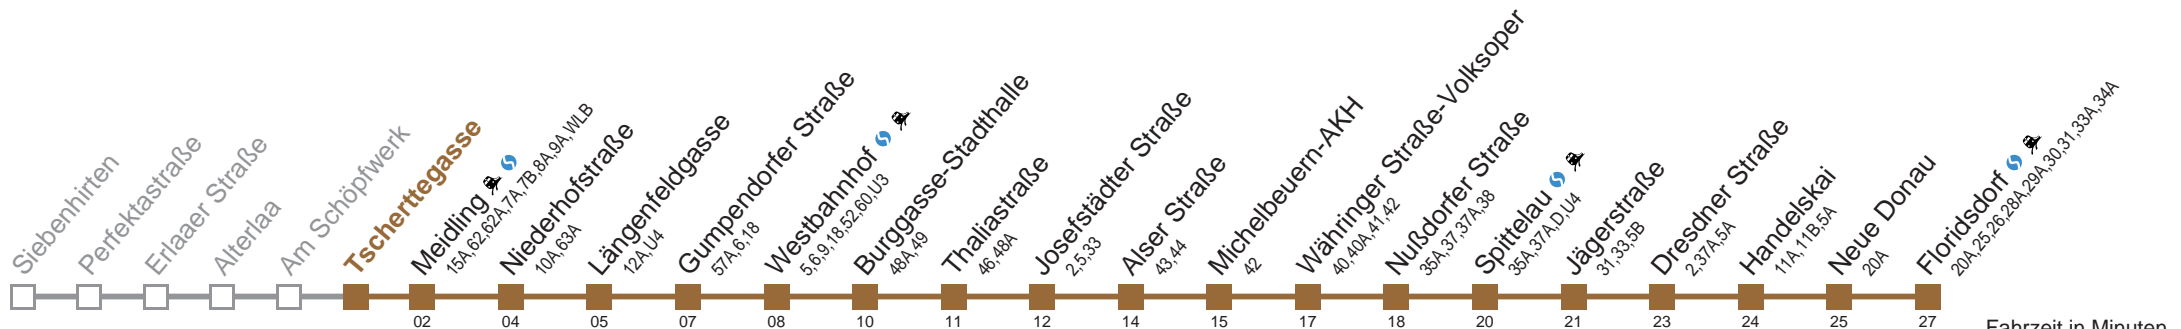 Siebenhirten
Perfektastraße
Erlaaer Straße
Alterlaa
Am Schöpfwerk
Tscherttegasse
Meidling
15A,62,62A,7A,7B,8A,9A,WLB
Niederhofstraße
10A,63A
Längenfeldgasse
12A,U4
Gumpendorfer Straße
57A,6,18
Westbahnhof
5,6,9,18,52,60,U3
Burggasse-Stadthalle
48A,49
Thaliastraße
46,48A
Josefstädter Straße
2,5,33
Alser Straße
43,44
Michelbeuern-AKH
42
Währinger Straße-Volksoper
40,40A,41,42
Nußdorfer Straße
35A,37,37A,38
Spittelau
35A,37A,D,U4
Jägerstraße
31,33,5B
Dresdner Straße
2,37A,5A
Handelskai
11A,11B,5A
Neue Donau
20A
Floridsdorf
20A,25,26,28A,29A,30,31,33A,34A
02 04 05 07 08 10 11 12 14 15 17 18 20 21 23 24 25 27
Fahrzeit in Minuten